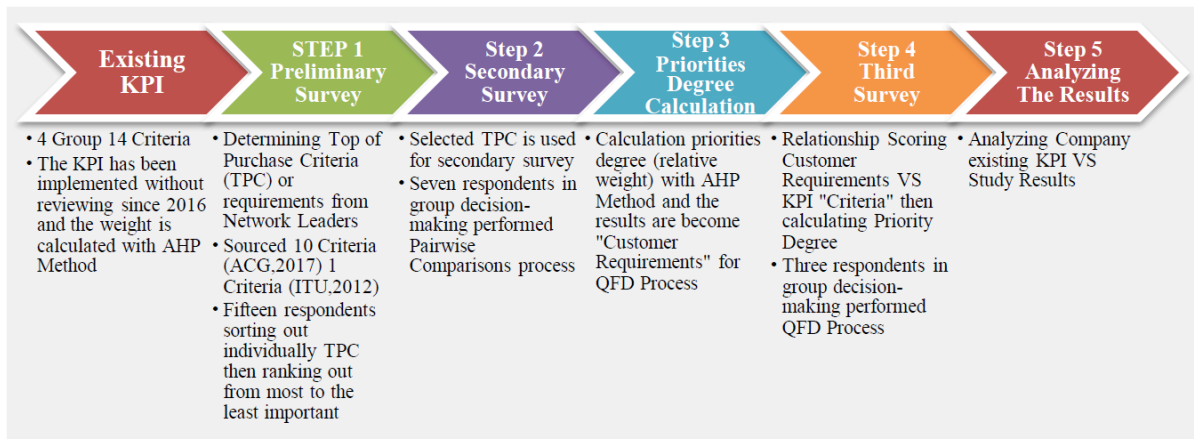 Existing
KPI
• 4 Group 14 Criteria
• The KPI has been
implemented without
reviewing since 2016
and the weight is
calculated with AHP
Method
STEP 1
Preliminary
Survey
• Determining Top of
Purchase Criteria
(TPC) or
requirements from
Network Leaders
• Sourced 10 Criteria
(ACG,2017) 1
Criteria (ITU,2012)
• Fifteen respondents
sorting out
individually TPC
then ranking out
from most to the
least important
Step 2
Secondary
Survey
• Selected TPC is used
for secondary survey
• Seven respondents in
group decision-
making performed
Pairwise
Comparisons process
Step 3
Priorities
Degree
Calculation
• Calculation priorities
degree (relative
weight) with AHP
Method and the
results are become
"Customer
Requirements" for
QFD Process
Step 4
Third
Survey
• Relationship Scoring
Customer
Requirements VS
KPI "Criteria" then
calculating Priority
Degree
• Three respondents in
group decision-
making performed
QFD Process
Step 5
Analyzing
The Results
• Analyzing Company
existing KPI VS
Study Results